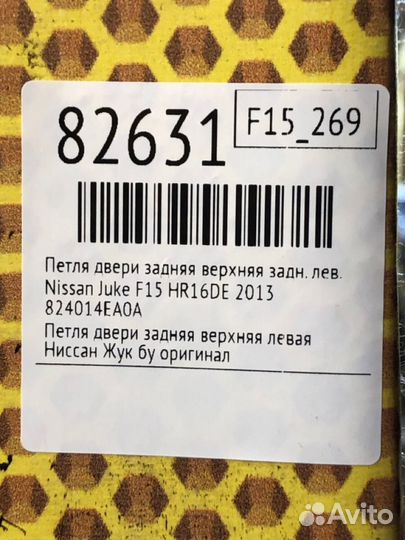 82631
F15_269
Петля двери задняя верхняя задн. лев.
Nissan Juke F15 HR16DE 2013
824014EA0A
Петля двери задняя верхняя левая
Ниссан Жук бу оригинал
Avito